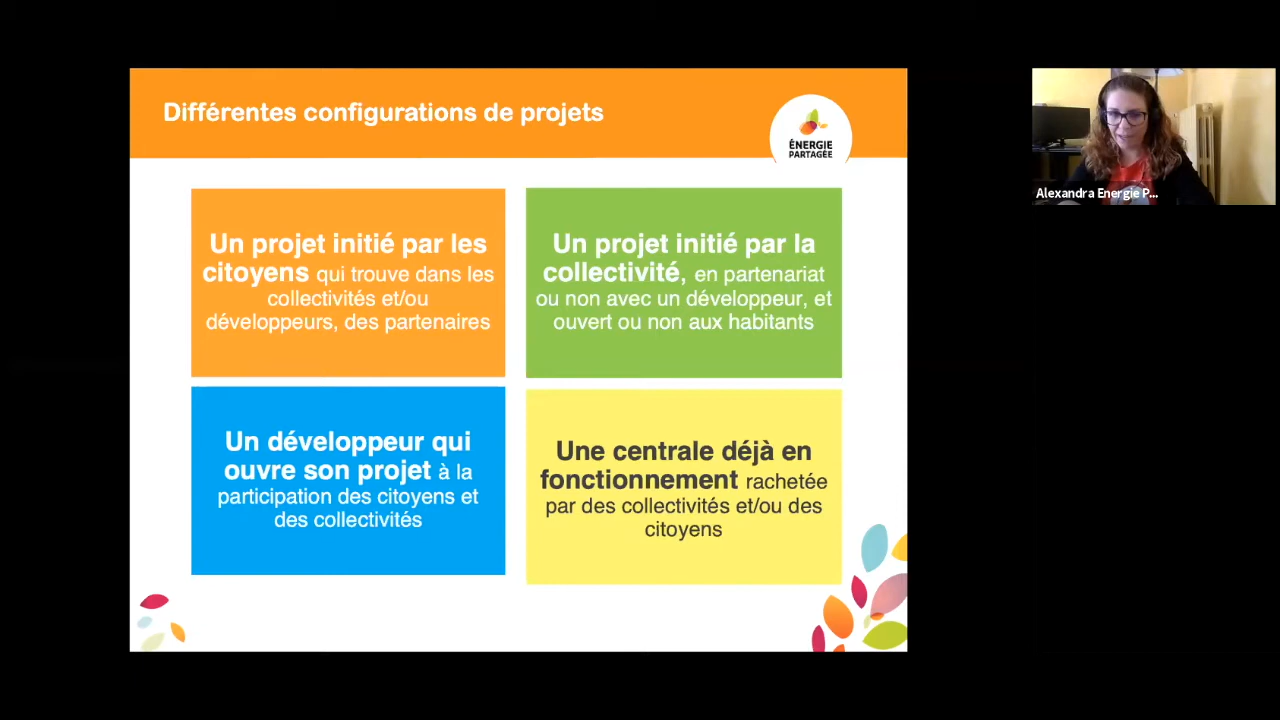 Différentes configurations de projets
ÉNERGIE
PARTAGÉE
Un projet initié par les
citoyens qui trouve dans les
collectivités et/ou
développeurs, des partenaires
Un projet initié par la
collectivité, en partenariat
ou non avec un développeur, et
ouvert ou non aux habitants
Un développeur qui
ouvre son projet à la
participation des citoyens et
des collectivités
Une centrale déjà en
fonctionnement rachetée
par des collectivités et/ou des
citoyens
Alexandra Energie P...